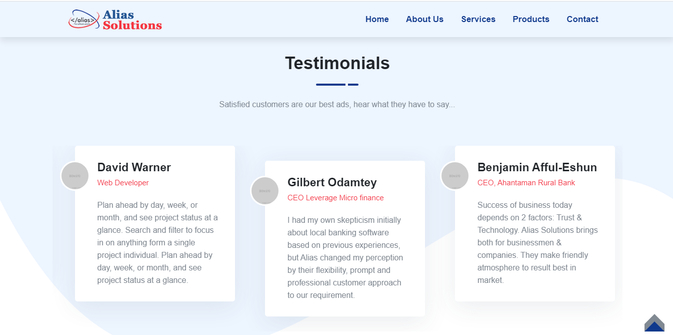 </alias>
Alias
Solutions
Home About Us Services Products Contact
Testimonials
Satisfied customers are our best ads, hear what they have to say...
David Warner
Web Developer
Plan ahead by day, week, or
month, and see project status at a
glance. Search and filter to focus
in on anything form a single
project individual. Plan ahead by
day, week, or month, and see
project status at a glance.
Gilbert Odamtey
CEO Leverage Micro finance
I had my own skepticism initially
about local banking software
based on previous experiences,
but Alias changed my perception
by their flexibility, prompt and
professional customer approach
to our requirement.
Benjamin Afful-Eshun
CEO, Ahantaman Rural Bank
Success of business today
depends on 2 factors: Trust &
Technology. Alias Solutions brings
both for businessmen &
companies. They make friendly
atmosphere to result best in
market.